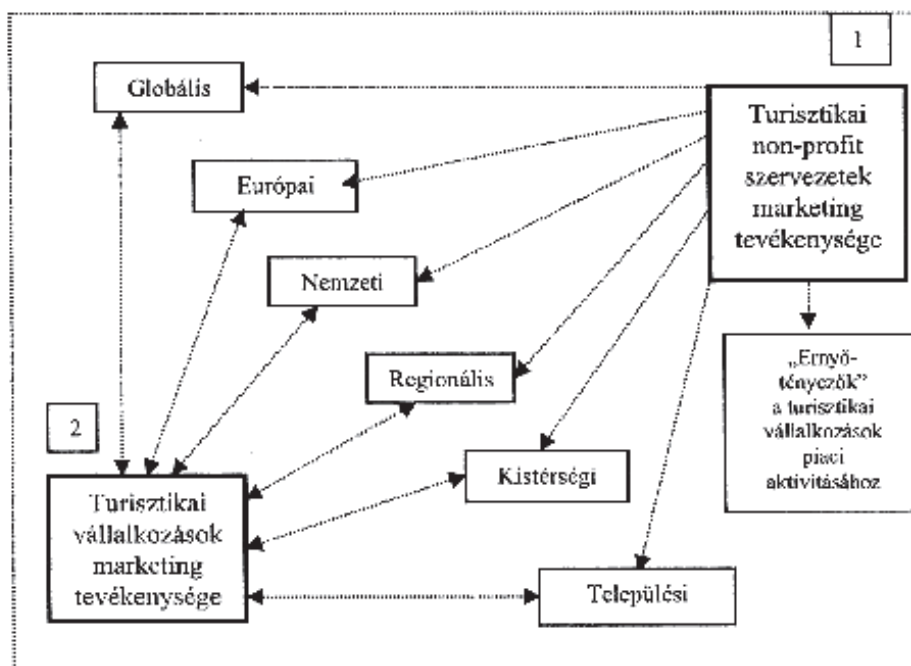 1
Globális
Turisztikai
non-profit
szervezetek
marketing
tevékenysége
Európai
Nemzeti
„Ernyő-
tényezők”
a turisztikai
vállalkozások
piaci
aktivitásához
Regionális
2
Kistérségi
Turisztikai
vállalkozások
marketing
tevékenysége
Települési